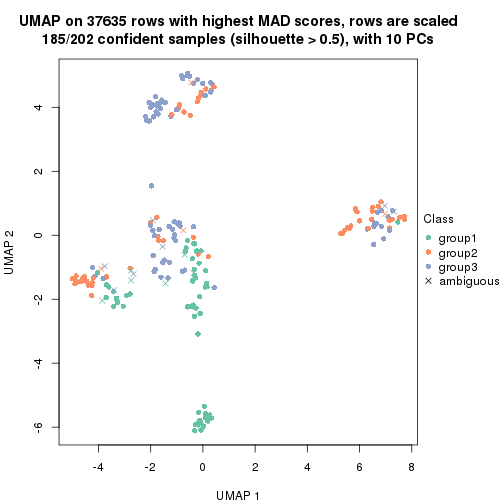 UMAP on 37635 rows with highest MAD scores, rows are scaled
185/202 confident samples (silhouette > 0.5), with 10 PCs
4
2
0
-2
-4
-6
UMAP 2
-4
-2
0
2
4
6
8
UMAP 1
Class
group1
group2
group3
ambiguous